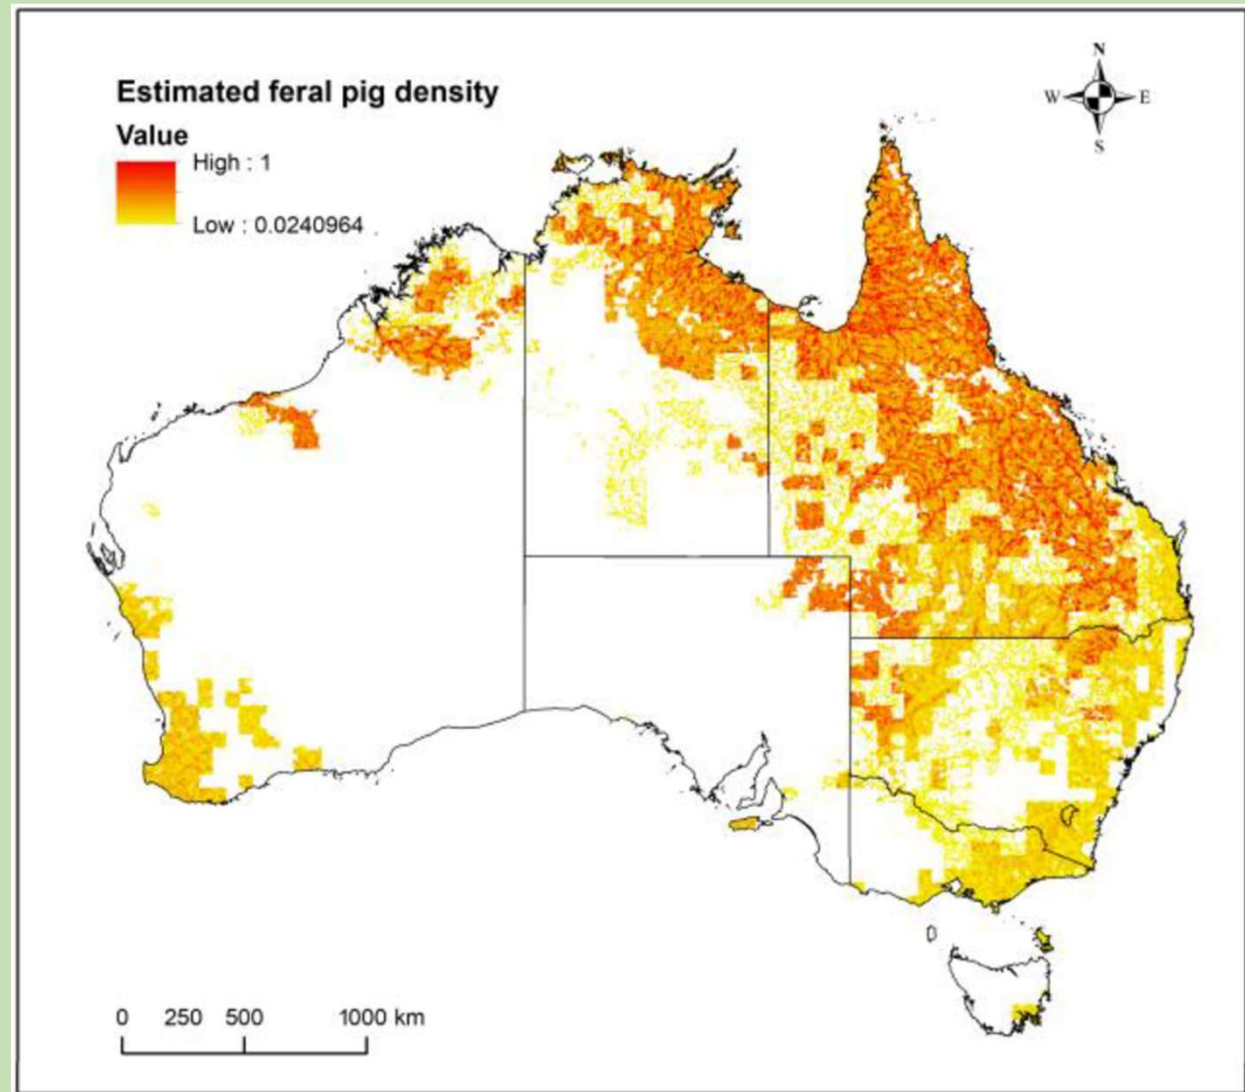 Estimated feral pig density
Value
High : 1
Low : 0.0240964
N
W E
S
0 250 500 1000 km